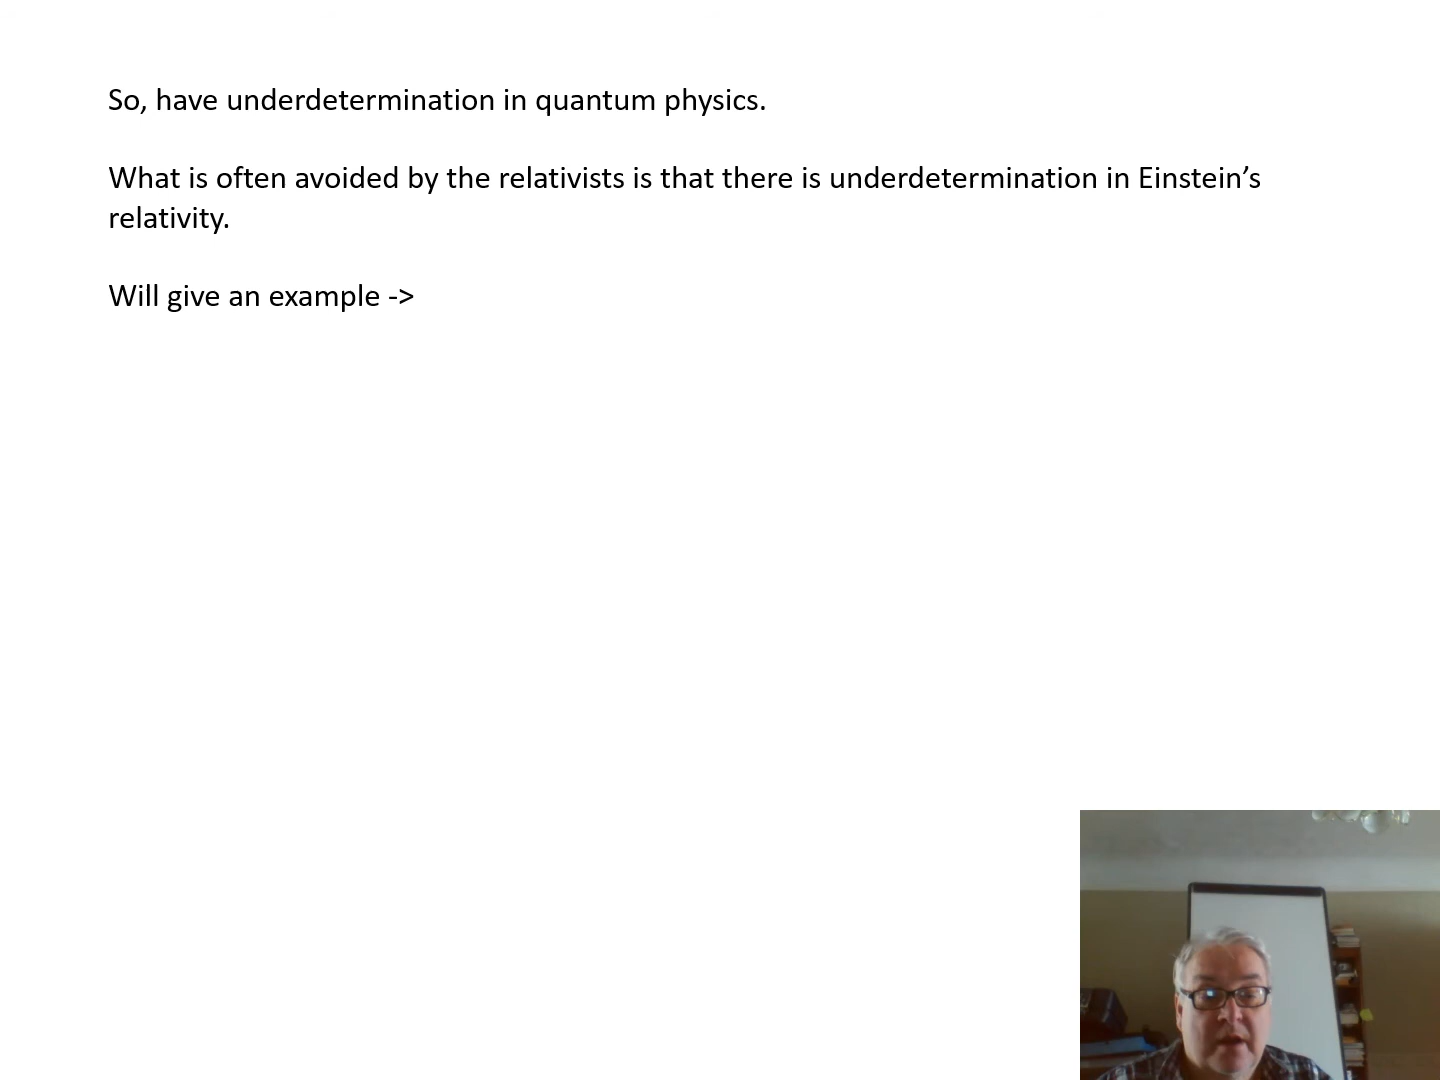 So, have underdetermination in quantum physics.
What is often avoided by the relativists is that there is underdetermination in Einstein’s
relativity.
Will give an example ->